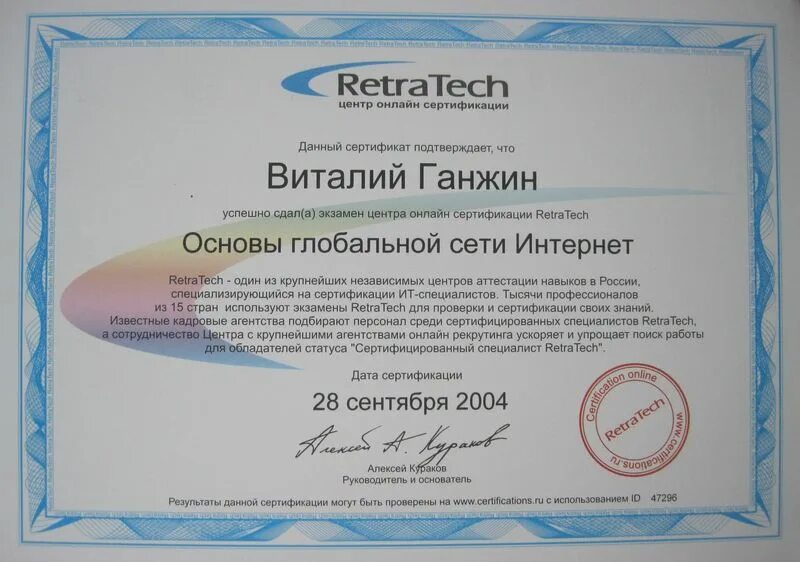 RetraTech
центр онлайн сертификации
Данный сертификат подтверждает, что
Виталий Ганжин
успешно сдал(а) экзамен центра онлайн сертификации RetraTech
Основы глобальной сети Интернет
RetraTech - один из крупнейших независимых центров аттестации навыков в России,
специализирующийся на сертификации ИТ-специалистов. Тысячи профессионалов
из 15 стран используют экзамены RetraTech для проверки и сертификации своих знаний.
Известные кадровые агентства подбирают персонал среди сертифицированных специалистов RetraTech,
а сотрудничество Центра с крупнейшими агентствами онлайн рекрутинга ускоряет и упрощает поиск работы
для обладателей статуса "Сертифицированный специалист RetraTech".
Дата сертификации
28 сентября 2004
Алексей А. Кураков
Алексей Кураков
Руководитель и основатель
Certification online
RetraTech
www.certifications.ru
Результаты данной сертификации могут быть проверены на www.certifications.ru с использованием ID 47296